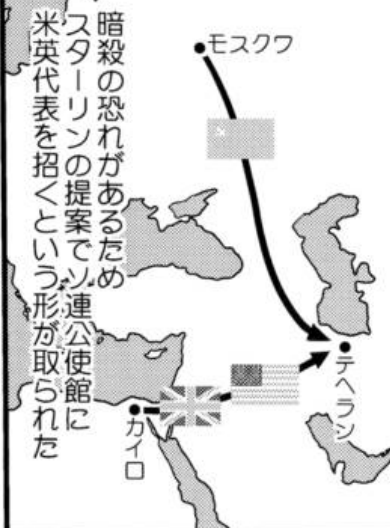 モスクワ
テヘラン
カイロ
暗殺の恐れがあるため
スターリンの提案でソ連公使館に
米英代表を招くという形が取られた